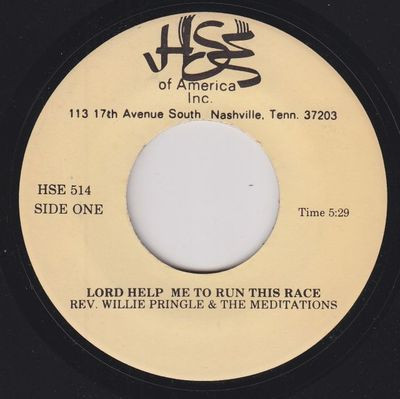 HSE
of America
Inc.
113 17th Avenue South, Nashville, Tenn. 37203
HSE 514
SIDE ONE
Time 5:29
LORD HELP ME TO RUN THIS RACE
REV. WILLIE PRINGLE & THE MEDITATIONS